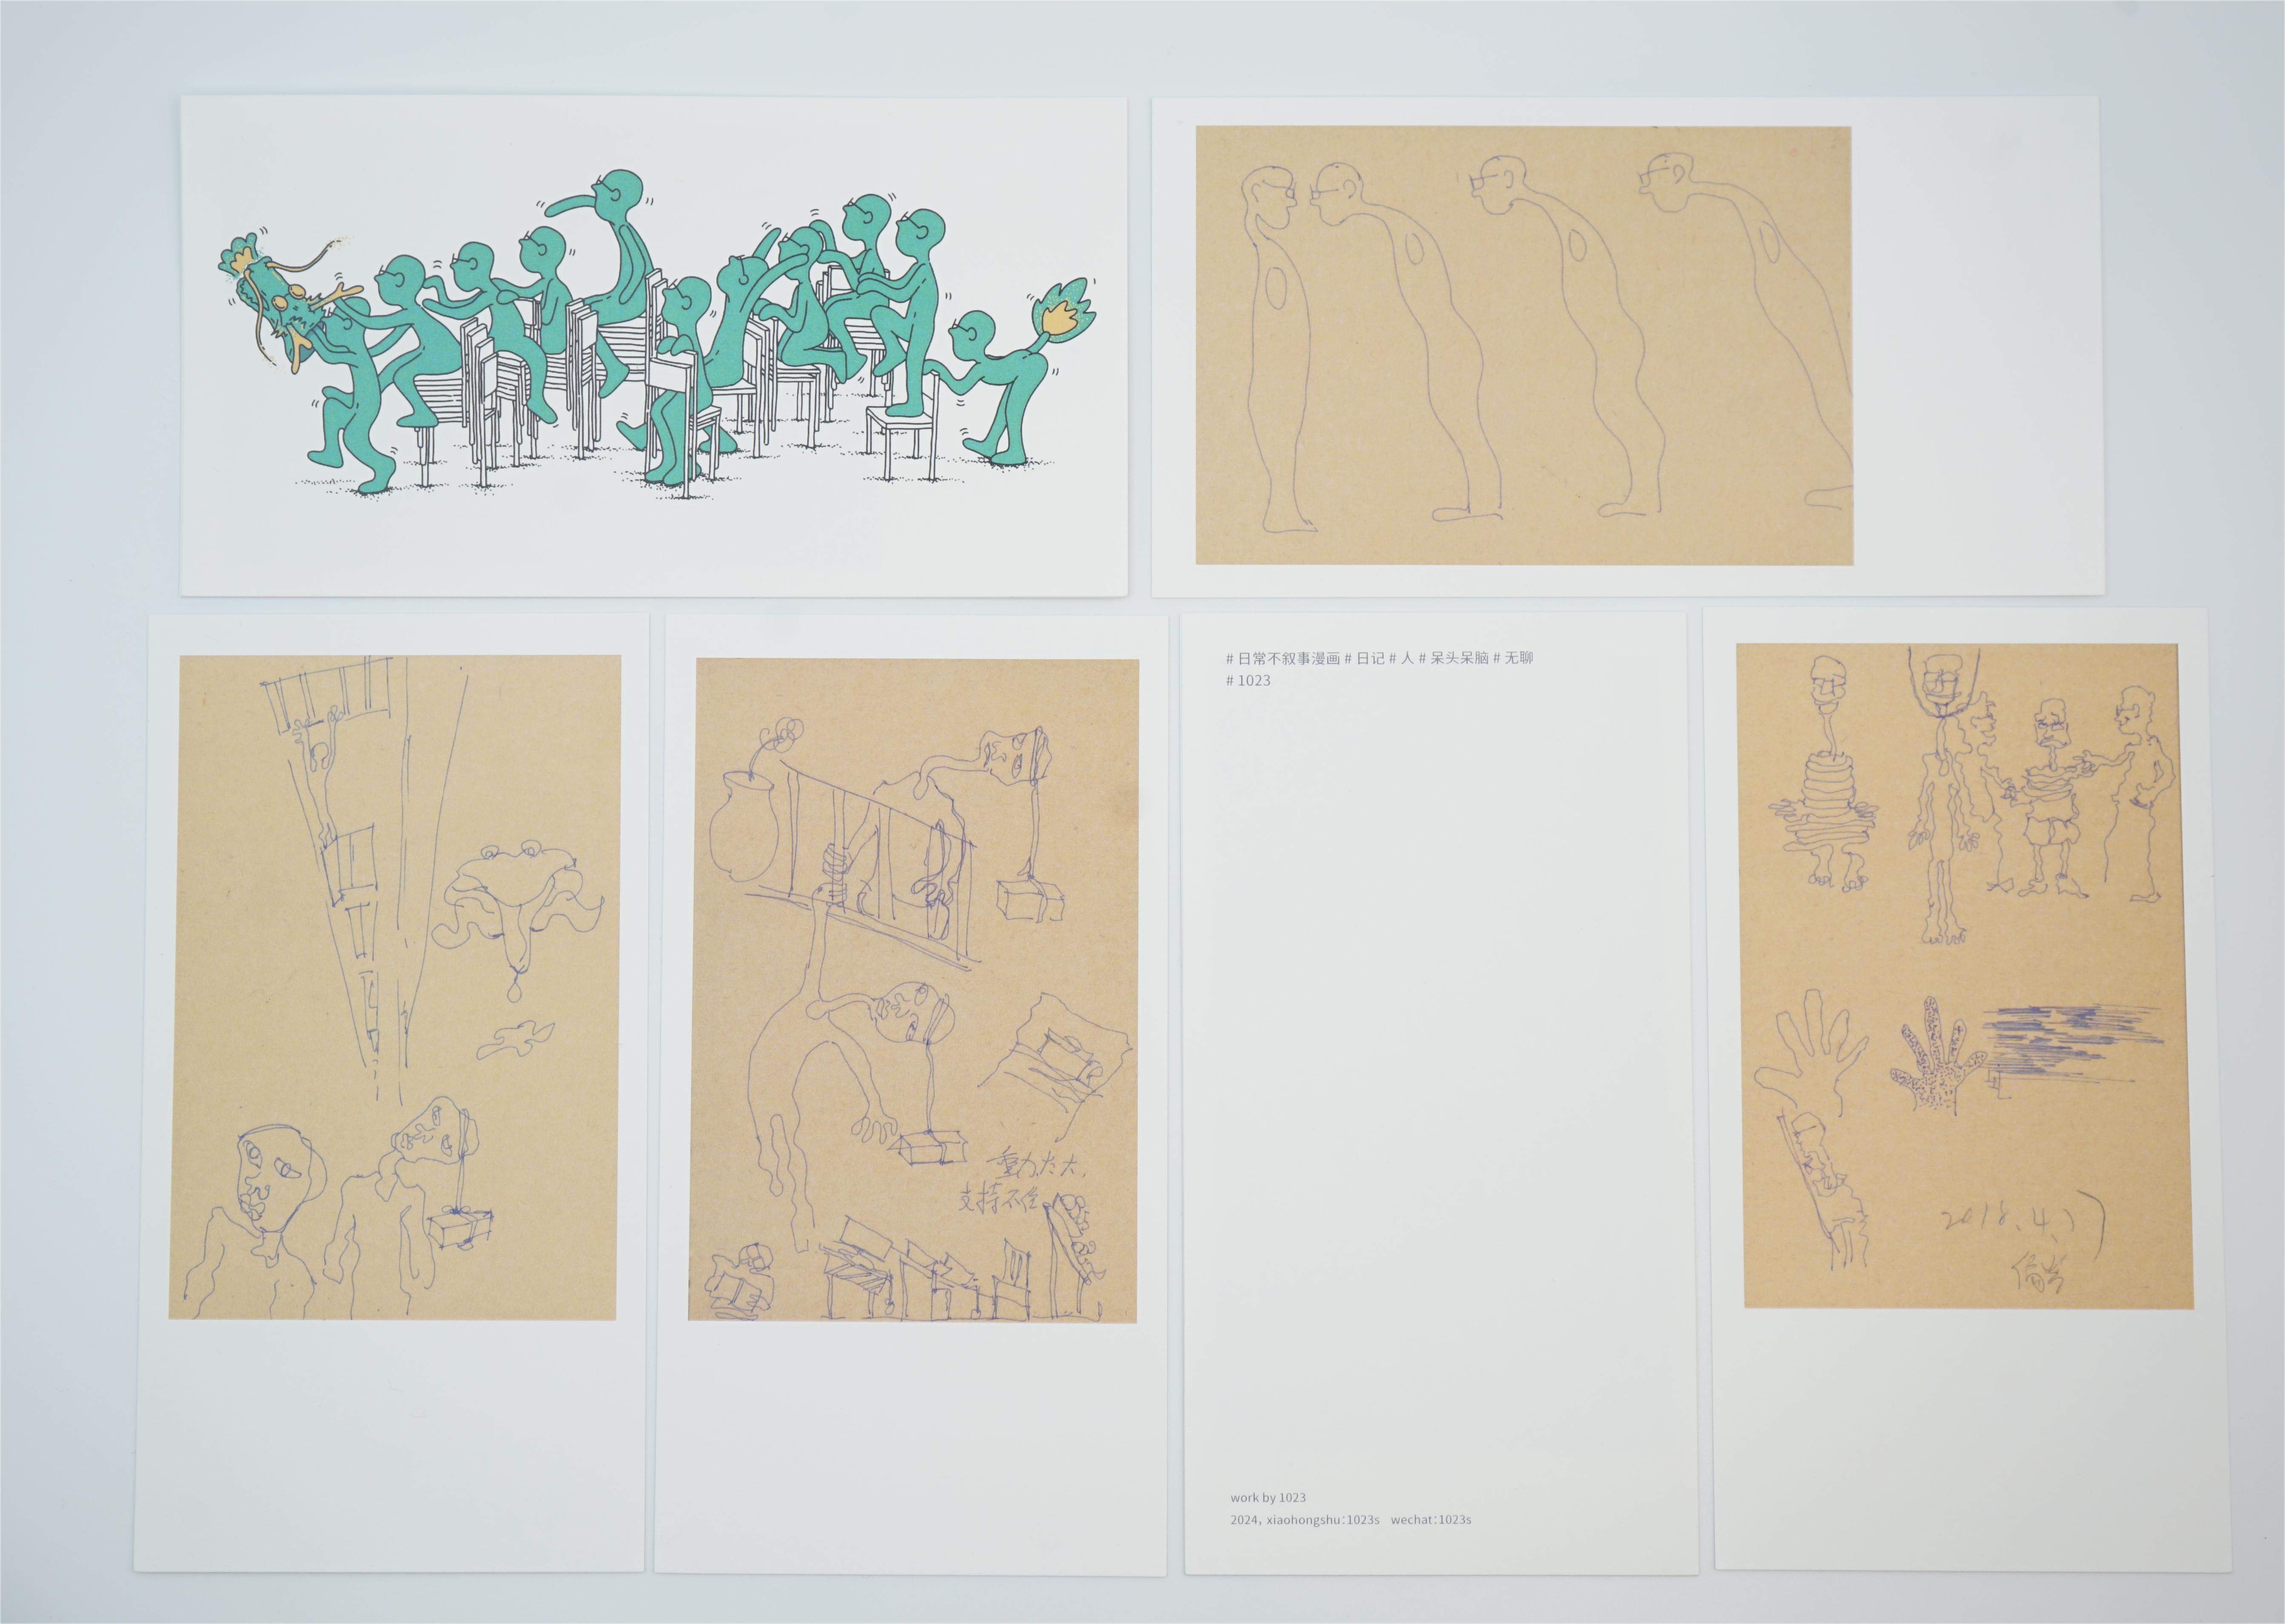 重力太大,
支持不住
# 日常不叙事漫画 # 日记 # 人 # 呆头呆脑 # 无聊
# 1023
work by 1023
2024, xiaohongshu:1023s wechat:1023s
2018.4.